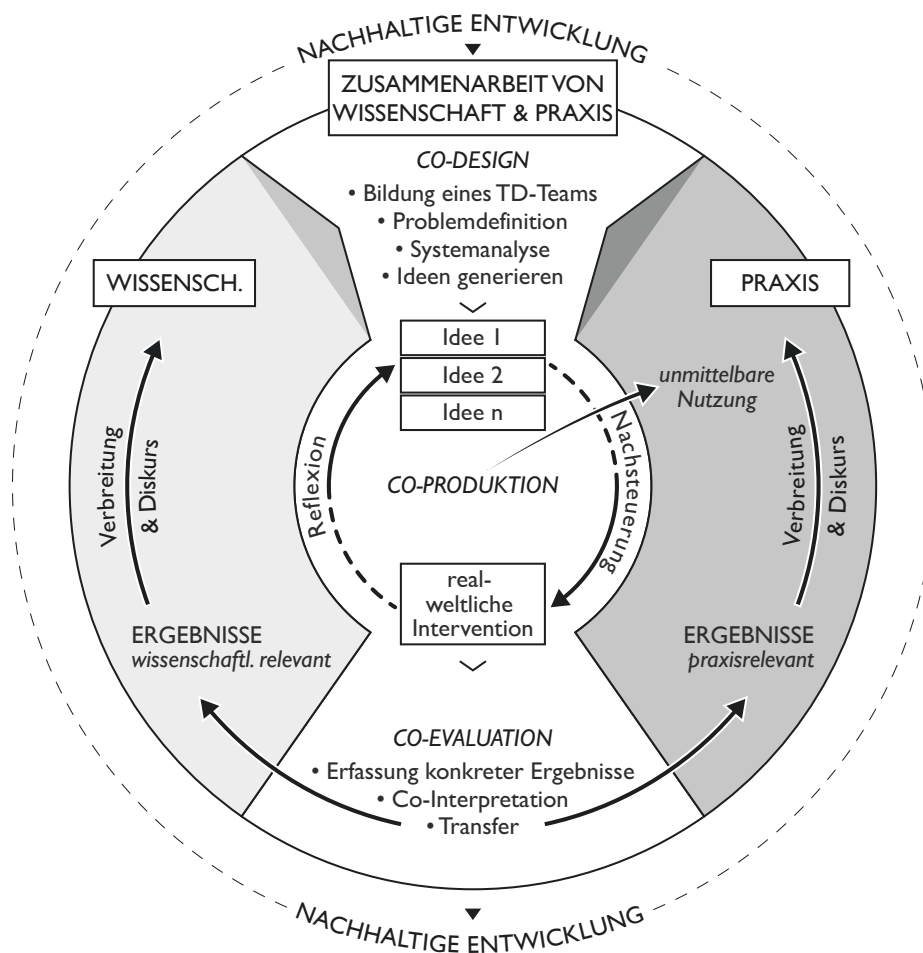 NACHHALTIGE ENTWICKLUNG
ZUSAMMENARBEIT VON
WISSENSCHAFT & PRAXIS
CO-DESIGN
• Bildung eines TD-Teams
• Problemdefinition
• Systemanalyse
• Ideen generieren
WISSENSCH.
PRAXIS
Idee 1
Idee 2
Idee n
unmittelbare
Nutzung
Verbreitung
& Diskurs
Reflexion
CO-PRODUKTION
Nachsteuerung
Verbreitung
& Diskurs
real-
weltliche
Intervention
ERGEBNISSE
wissenschaftl. relevant
ERGEBNISSE
praxisrelevant
CO-EVALUATION
• Erfassung konkreter Ergebnisse
• Co-Interpretation
• Transfer
NACHHALTIGE ENTWICKLUNG